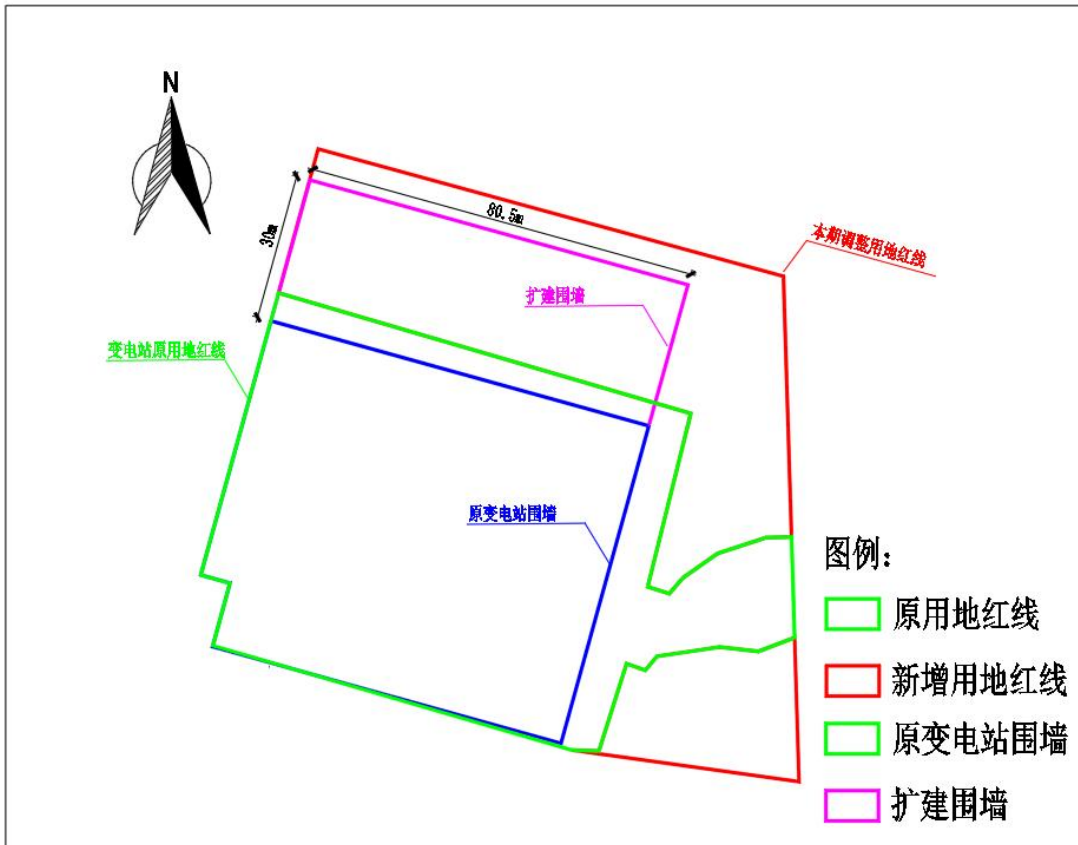 N
80.5m
30m
本期调整用地红线
扩建围墙
变电站原用地红线
原变电站围墙
图例：
原用地红线
新增用地红线
原变电站围墙
扩建围墙